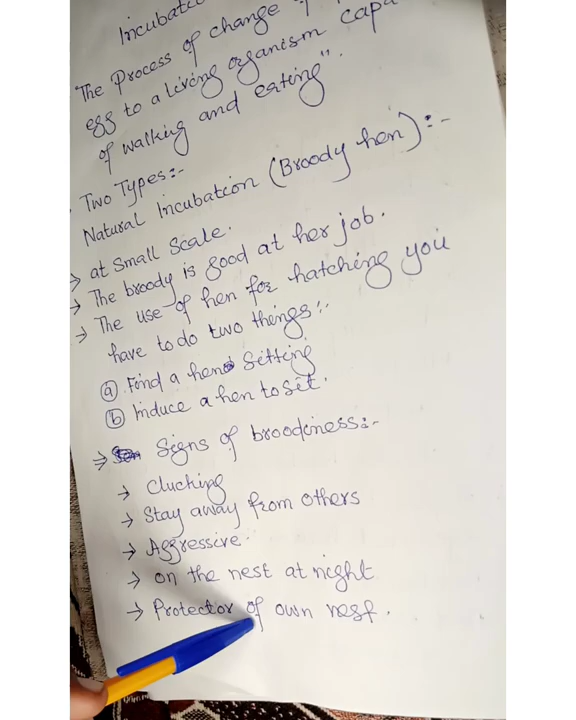 Incubatio
"The Process of change
egg to a living organism cap
of walking and eating".
Two Types:-
Natural Incubation (Broody hen):-
→ at Small Scale.
→ The broody is good at her job.
→ The use of hen for hatching you
have to do two things:-
ⓐ Find a hen Sitting
ⓑ induce a hen to sit.
→ Signs of broodiness:-
→ Clucking
→ Stay away from others
→ Aggressive.
→ on the nest at night
→ Protector of own nest.